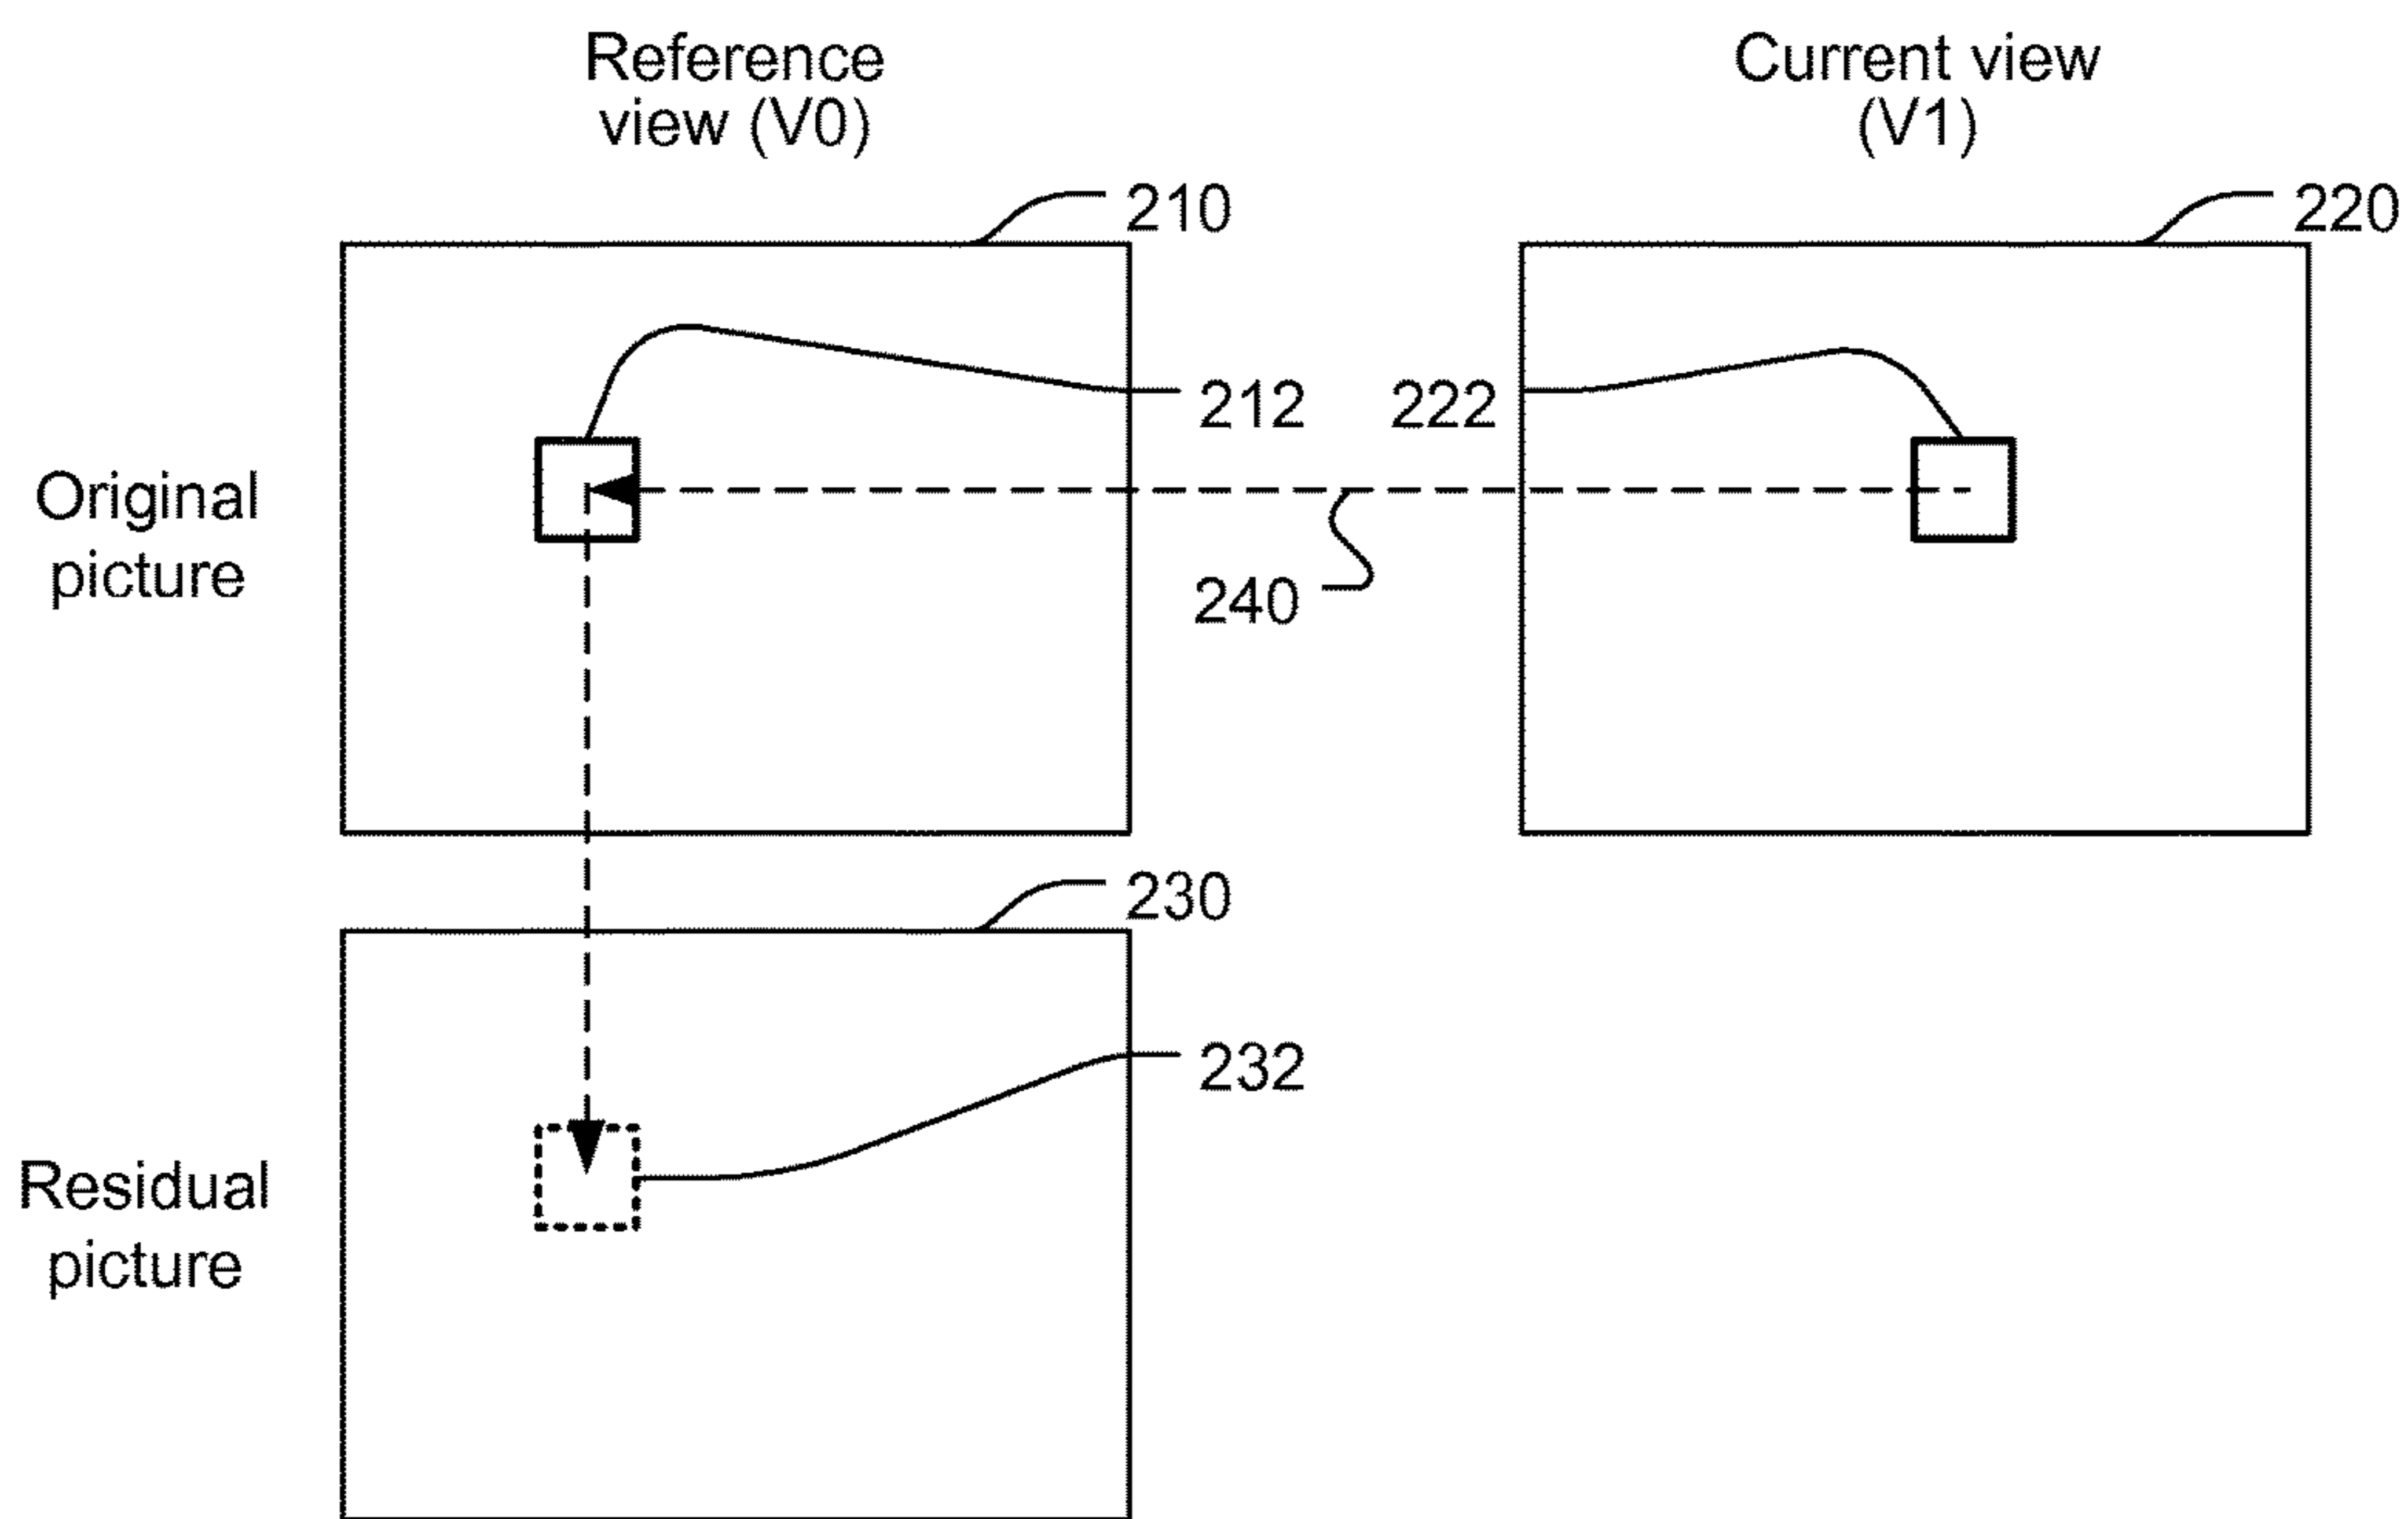 Reference
view (V0)
Current view
(V1)
210
220
212
222
Original
picture
240
230
232
Residual
picture